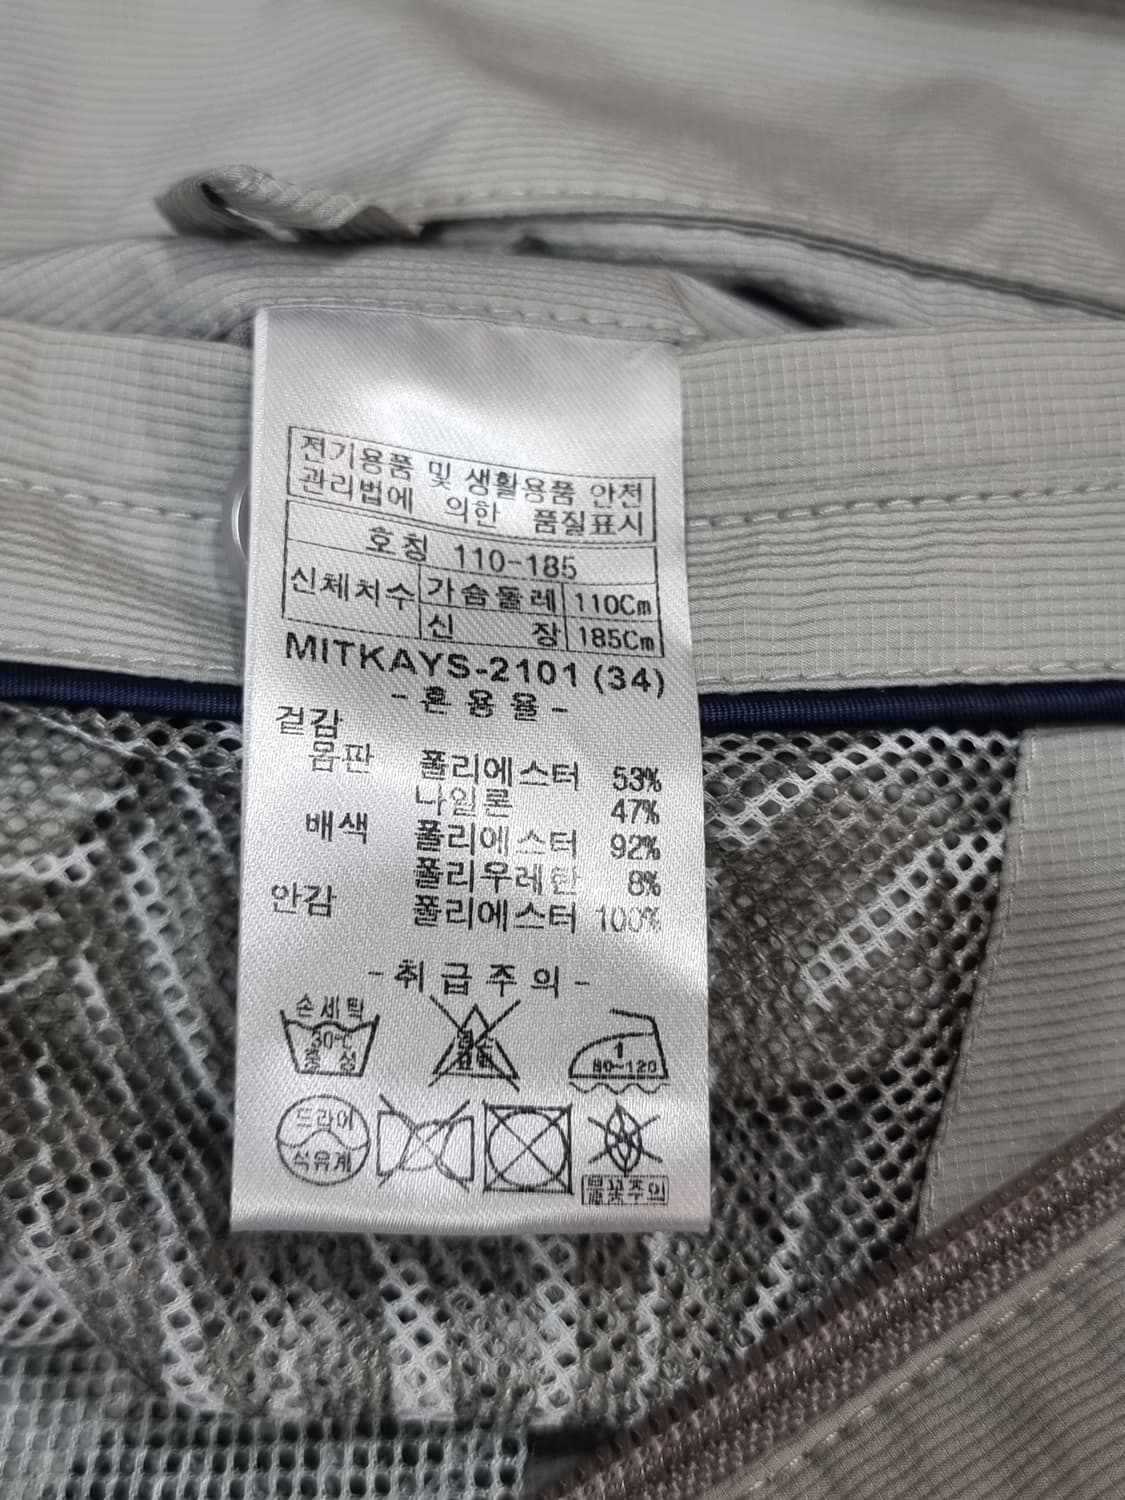 전기용품 및 생활용품 안전
관리법에 의한 품질표시
호칭 110-185
신체치수 가슴둘레 110Cm
신 장 185Cm
MITKAYS-2101 (34)
- 혼 용 율 -
겉감
몸판 폴리에스터 53%
나일론 47%
배색 폴리에스터 92%
폴리우레탄 8%
안감 폴리에스터 100%
- 취 급 주 의 -
손 세 탁
30℃
중 성
1
80~120
드라이
석유계